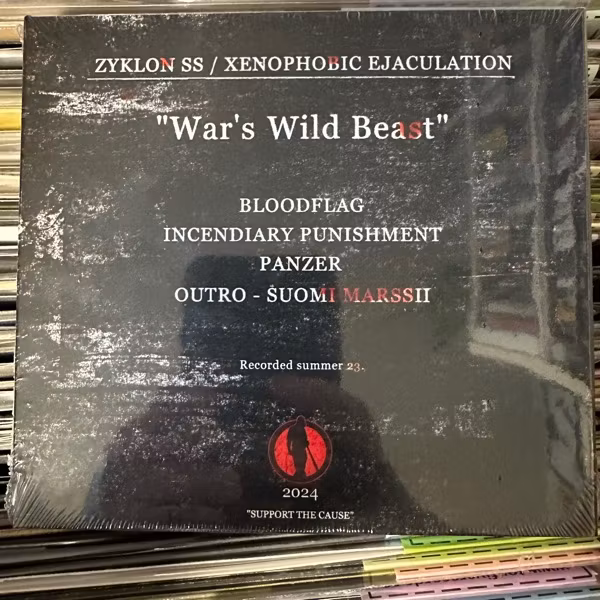 ZYKLON SS / XENOPHOBIC EJACULATION
"War's Wild Beast"
BLOODFLAG
INCENDIARY PUNISHMENT
PANZER
OUTRO - SUOMI MARSSII
Recorded summer 23.
2024
"SUPPORT THE CAUSE"